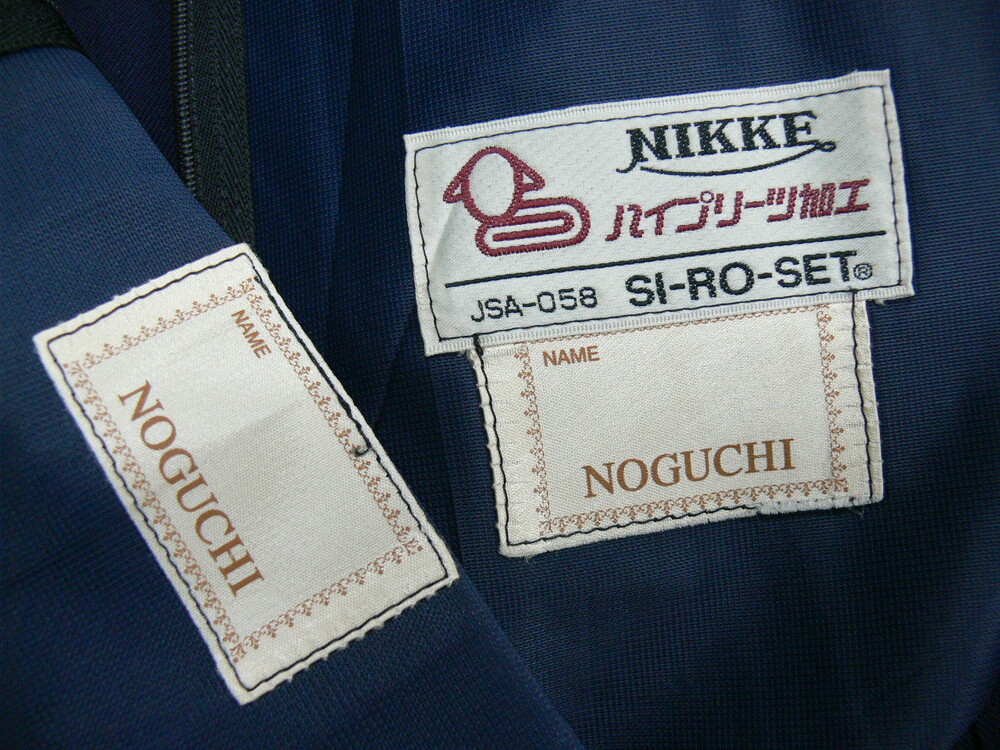 NIKKE
ハイプリーツ加工
JSA-058 SI-RO-SET®
NAME
NOGUCHI
NAME
NOGUCHI